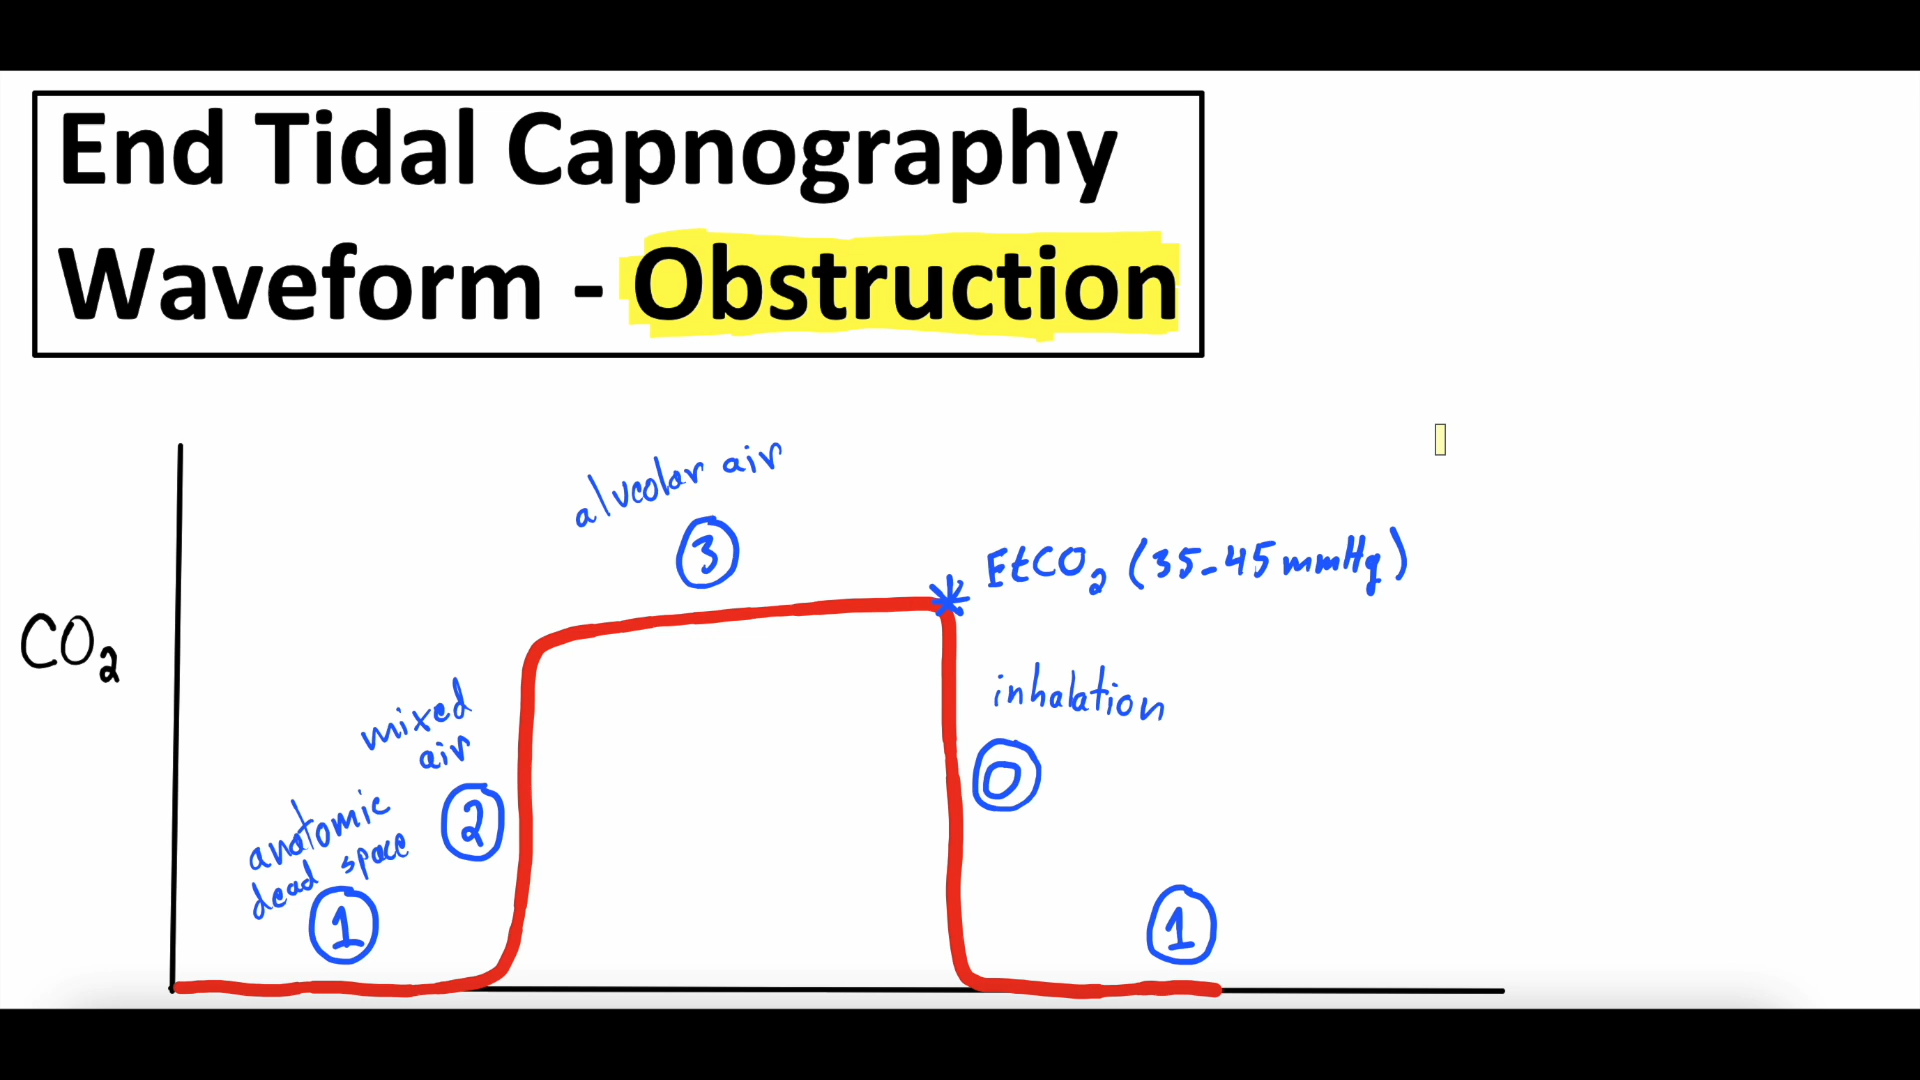 End Tidal Capnography
Waveform - Obstruction
alveolar air
3
EtCO₂ (35-45 mmHg)
CO₂
inhalation
0
mixed
air
2
anatomic
dead space
1
1